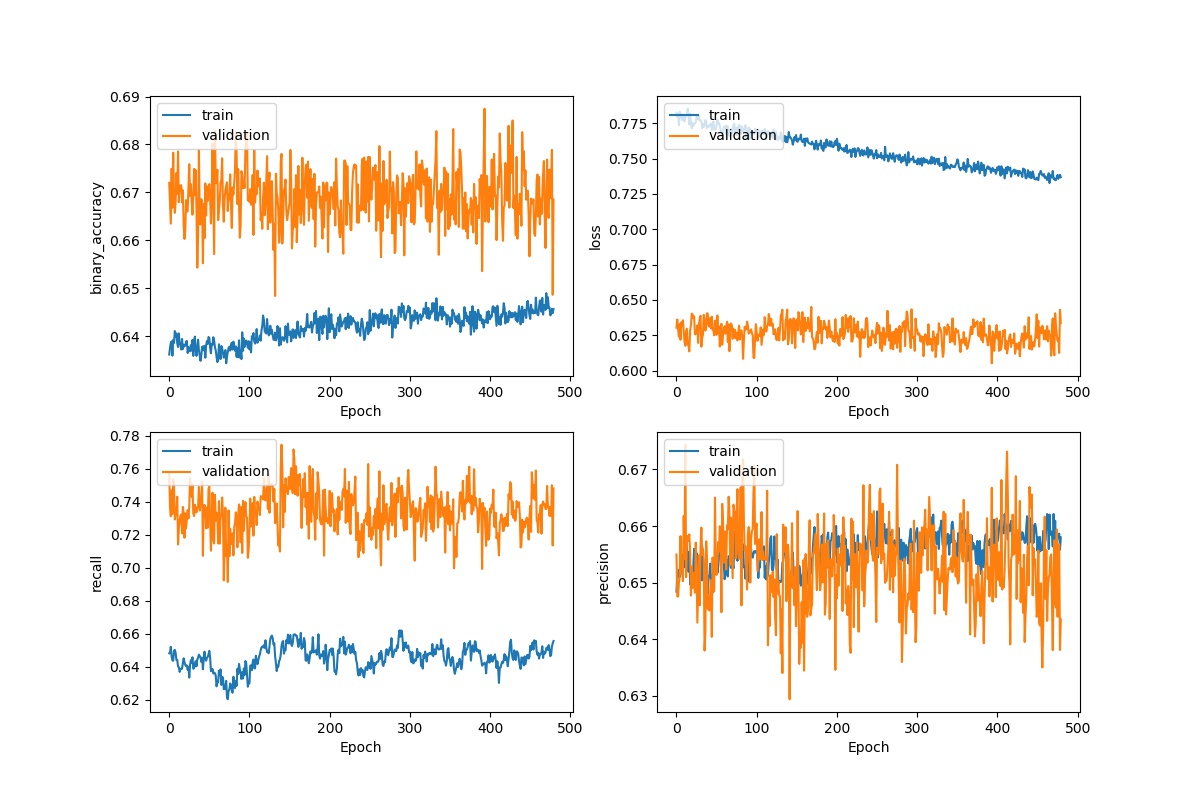 train
validation
binary_accuracy
0.69
0.68
0.67
0.66
0.65
0.64
0 100 200 300 400 500
Epoch
train
validation
loss
0.775
0.750
0.725
0.700
0.675
0.650
0.625
0.600
0 100 200 300 400 500
Epoch
train
validation
recall
0.78
0.76
0.74
0.72
0.70
0.68
0.66
0.64
0.62
0 100 200 300 400 500
Epoch
train
validation
precision
0.67
0.66
0.65
0.64
0.63
0 100 200 300 400 500
Epoch